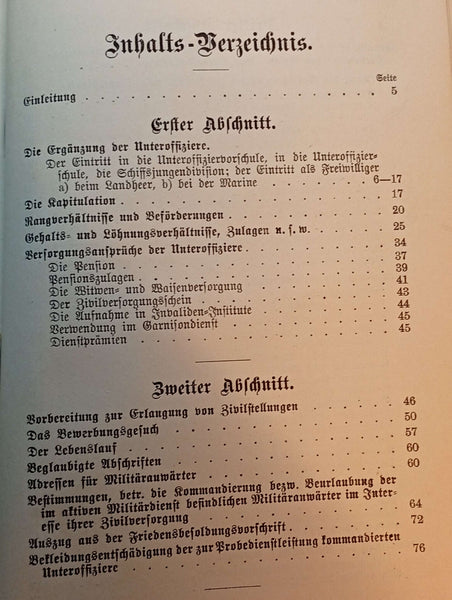 Inhalts-Verzeichnis.
Seite
Einleitung . . . . . . . . . . . . . . . 5
Erster Abschnitt.
Die Ergänzung der Unteroffiziere.
Der Eintritt in die Unteroffiziervorschule, in die Unteroffizier-
schule, die Schiffsjungendivision; der Eintritt als Freiwilliger
a) beim Landheer, b) bei der Marine . . . . . 6—17
Die Kapitulation . . . . . . . . . . . . . 17
Rangverhältnisse und Beförderungen . . . . . . . . 20
Gehalts- und Löhnungsverhältnisse, Zulagen u. s. w. . . . . 25
Versorgungsansprüche der Unteroffiziere . . . . . . . 34
Die Pension . . . . . . . . . . . . . 37
Pensionszulagen . . . . . . . . . . . . 39
Die Witwen- und Waisenversorgung . . . . . . . 41
Der Zivilversorgungsschein . . . . . . . . . 43
Die Aufnahme in Invaliden-Institute . . . . . . . 44
Verwendung im Garnisondienst . . . . . . . . 45
Dienstprämien . . . . . . . . . . . . 45
Zweiter Abschnitt.
Vorbereitung zur Erlangung von Zivilstellungen . . . . . 46
Das Bewerbungsgesuch . . . . . . . . . . . 50
Der Lebenslauf . . . . . . . . . . . . . 57
Beglaubigte Abschriften . . . . . . . . . . . 60
Adressen für Militäranwärter . . . . . . . . . 60
Bestimmungen, betr. die Kommandierung bezw. Beurlaubung der
im aktiven Militärdienst befindlichen Militäranwärter im Inter-
esse ihrer Zivilversorgung . . . . . . . . . 64
Auszug aus der Friedensbesoldungsvorschrift . . . . . . 72
Bekleidungsentschädigung der zur Probedienstleistung kommandierten
Unteroffiziere . . . . . . . . . . . . . 76